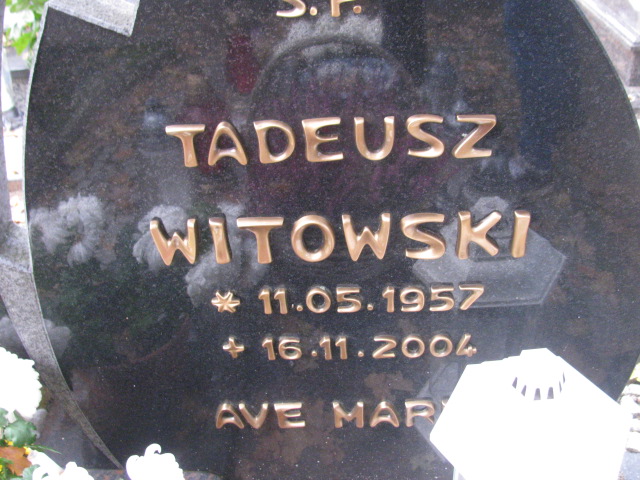 Ś.P.
TADEUSZ
WITOWSKI
* 11.05.1957
+ 16.11.2004
AVE